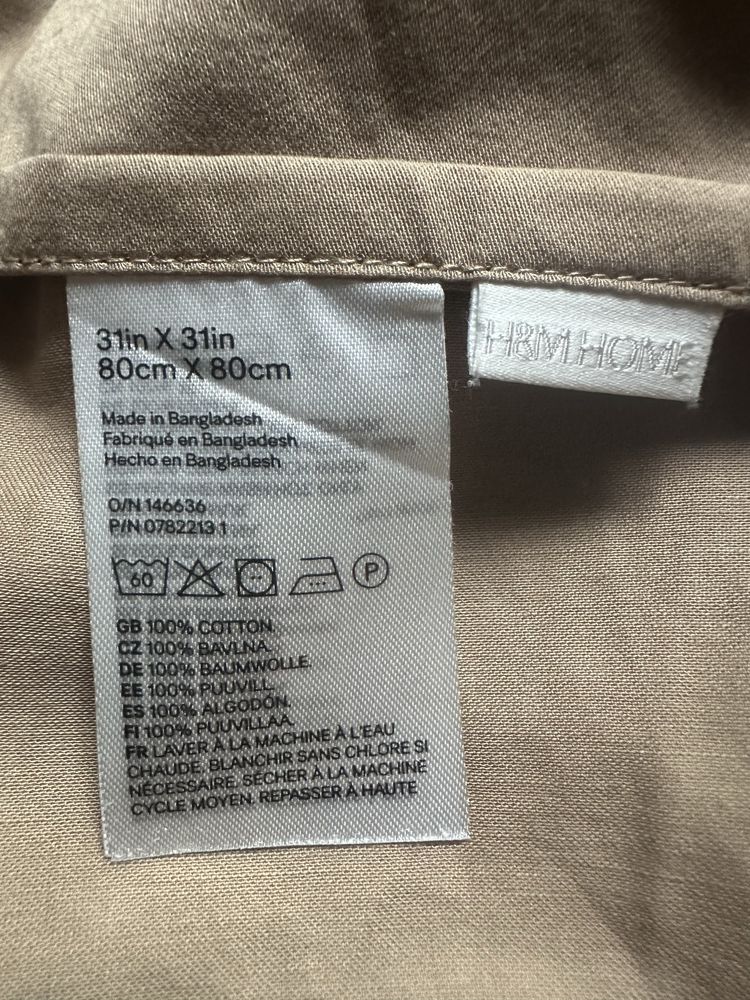 31in X 31in
80cm X 80cm
Made in Bangladesh
Fabriqué en Bangladesh
Hecho en Bangladesh
O/N 146636
P/N 0782213 1
60
P
GB 100% COTTON.
CZ 100% BAVLNA.
DE 100% BAUMWOLLE.
EE 100% PUUVILL.
ES 100% ALGODÓN.
FI 100% PUUVILLAA.
FR LAVER À LA MACHINE À L'EAU
CHAUDE. BLANCHIR SANS CHLORE SI
NÉCESSAIRE. SÉCHER À LA MACHINE
CYCLE MOYEN. REPASSER À HAUTE
H&M HOME